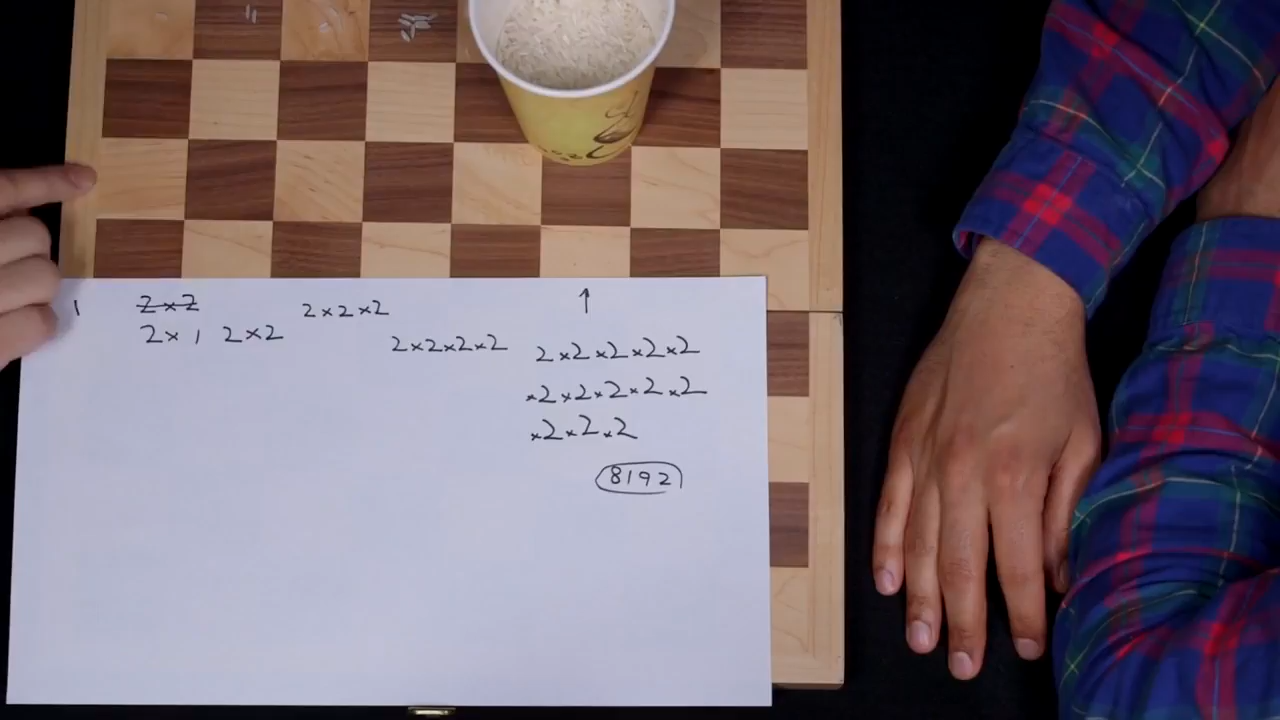 1
2 × 2
2 × 1
2 × 2
2 × 2 × 2
2 × 2 × 2 × 2
↑
2 × 2 × 2 × 2 × 2
× 2 × 2 × 2 × 2 × 2
× 2 × 2 × 2
8192